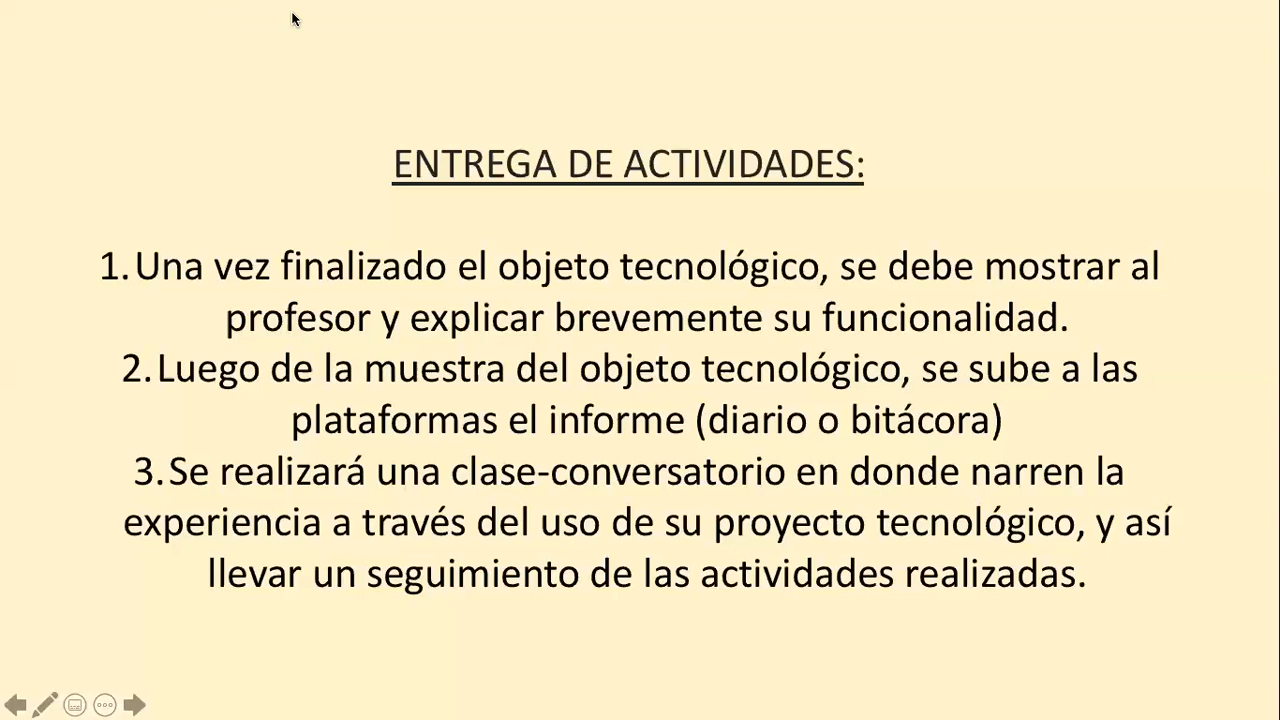 ENTREGA DE ACTIVIDADES:
1. Una vez finalizado el objeto tecnológico, se debe mostrar al
profesor y explicar brevemente su funcionalidad.
2. Luego de la muestra del objeto tecnológico, se sube a las
plataformas el informe (diario o bitácora)
3. Se realizará una clase-conversatorio en donde narren la
experiencia a través del uso de su proyecto tecnológico, y así
llevar un seguimiento de las actividades realizadas.